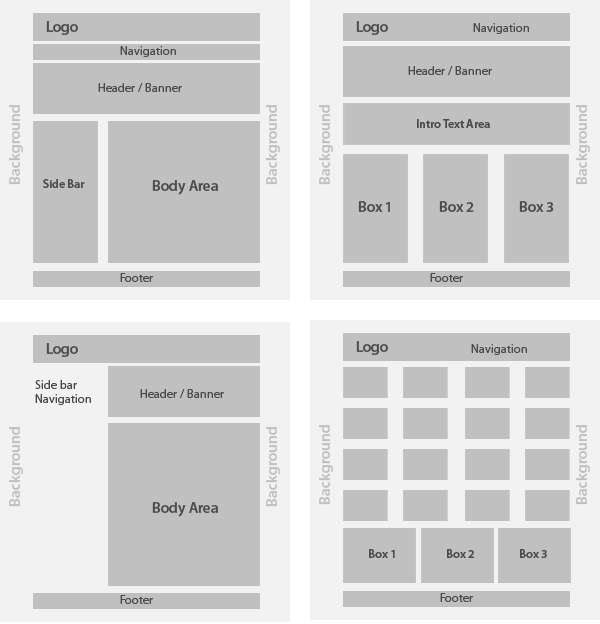 Logo
Navigation
Header / Banner
Background
Background
Side Bar
Body Area
Footer
Logo
Navigation
Header / Banner
Background
Background
Intro Text Area
Box 1
Box 2
Box 3
Footer
Logo
Side bar
Navigation
Header / Banner
Background
Background
Body Area
Footer
Logo
Navigation
Background
Background
Box 1
Box 2
Box 3
Footer